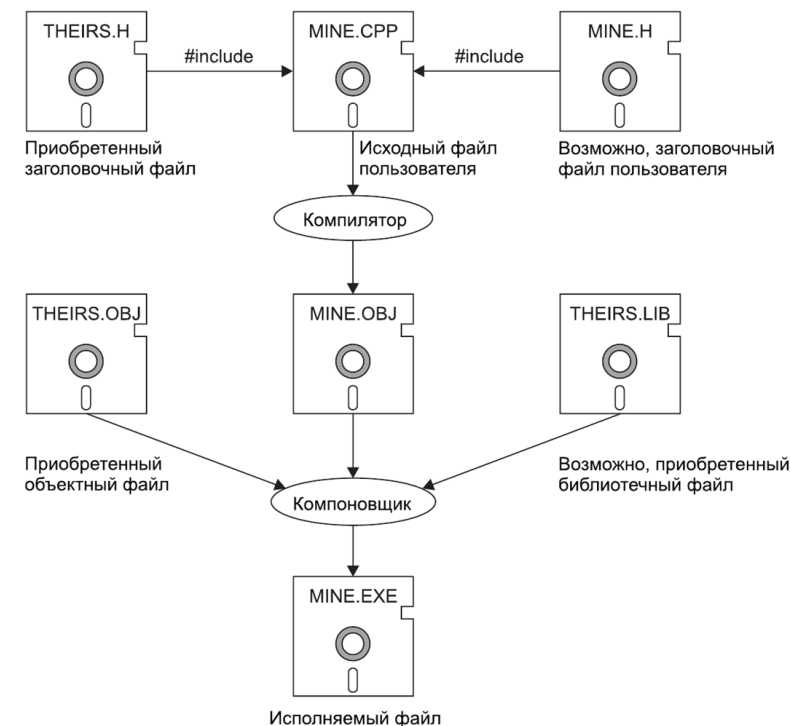 THEIRS.H
MINE.CPP
MINE.H
#include
#include
Приобретенный
заголовочный файл
Исходный файл
пользователя
Возможно, заголовочный
файл пользователя
Компилятор
THEIRS.OBJ
MINE.OBJ
THEIRS.LIB
Приобретенный
объектный файл
Возможно, приобретенный
библиотечный файл
Компоновщик
MINE.EXE
Исполняемый файл